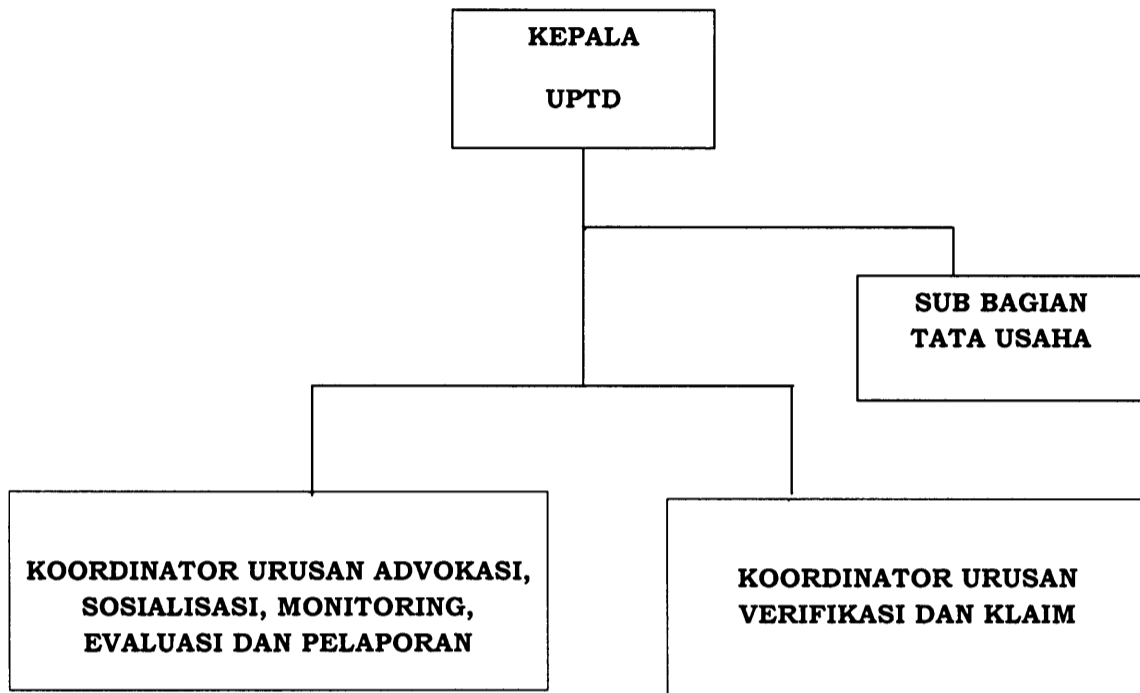 KEPALA
UPTD
SUB BAGIAN
TATA USAHA
KOORDINATOR URUSAN ADVOKASI,
SOSIALISASI, MONITORING,
EVALUASI DAN PELAPORAN
KOORDINATOR URUSAN
VERIFIKASI DAN KLAIM